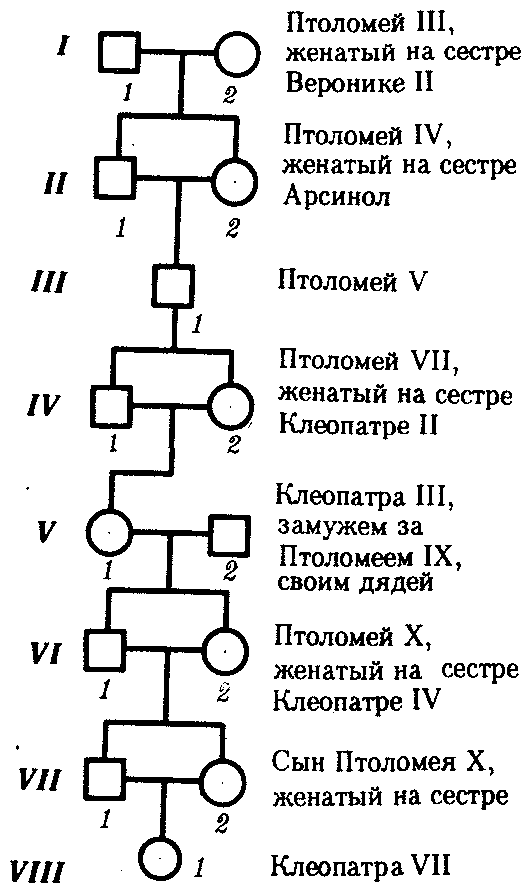 I
Птоломей III,
женатый на сестре
Веронике II
1 2
II
Птоломей IV,
женатый на сестре
Арсинол
1 2
III
Птоломей V
1
IV
Птоломей VII,
женатый на сестре
Клеопатре II
1 2
V
Клеопатра III,
замужем за
Птоломеем IX,
своим дядей
1 2
VI
Птоломей X,
женатый на сестре
Клеопатре IV
1 2
VII
Сын Птоломея X,
женатый на сестре
1 2
VIII
1
Клеопатра VII